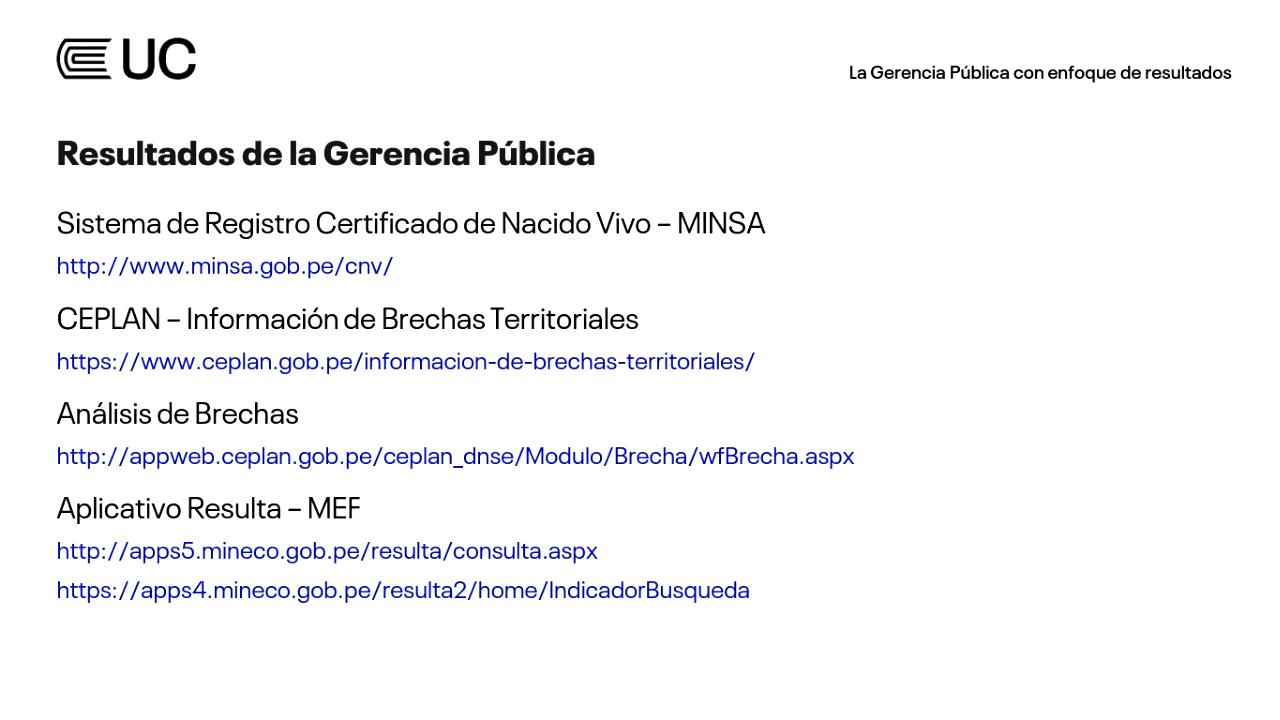 UC
La Gerencia Pública con enfoque de resultados
Resultados de la Gerencia Pública
Sistema de Registro Certificado de Nacido Vivo – MINSA
http://www.minsa.gob.pe/cnv/
CEPLAN – Información de Brechas Territoriales
https://www.ceplan.gob.pe/informacion-de-brechas-territoriales/
Análisis de Brechas
http://appweb.ceplan.gob.pe/ceplan_dnse/Modulo/Brecha/wfBrecha.aspx
Aplicativo Resulta – MEF
http://apps5.mineco.gob.pe/resulta/consulta.aspx
https://apps4.mineco.gob.pe/resulta2/home/IndicadorBusqueda